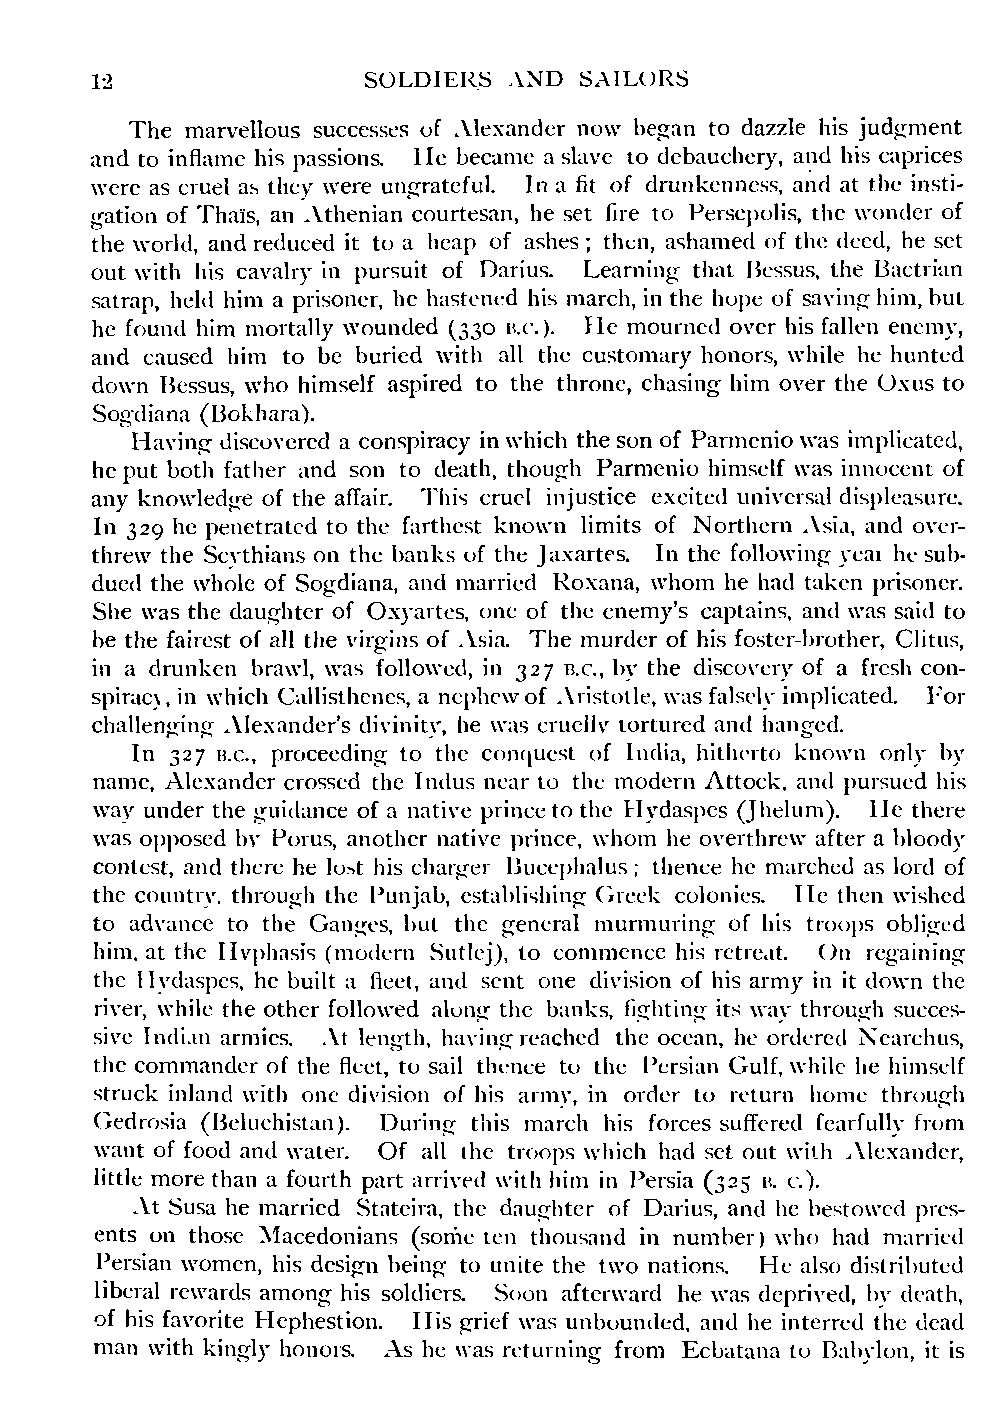 12 SOLDIERS AND SAILORS
The marvellous successes of Alexander now began to dazzle his judgment
and to inflame his passions. He became a slave to debauchery, and his caprices
were as cruel as they were ungrateful. In a fit of drunkenness, and at the insti-
gation of Thaïs, an Athenian courtesan, he set fire to Persepolis, the wonder of
the world, and reduced it to a heap of ashes; then, ashamed of the deed, he set
out with his cavalry in pursuit of Darius. Learning that Bessus, the Bactrian
satrap, held him a prisoner, he hastened his march, in the hope of saving him, but
he found him mortally wounded (330 B.C.). He mourned over his fallen enemy,
and caused him to be buried with all the customary honors, while he hunted
down Bessus, who himself aspired to the throne, chasing him over the Oxus to
Sogdiana (Bokhara).
Having discovered a conspiracy in which the son of Parmenio was implicated,
he put both father and son to death, though Parmenio himself was innocent of
any knowledge of the affair. This cruel injustice excited universal displeasure.
In 329 he penetrated to the farthest known limits of Northern Asia, and over-
threw the Scythians on the banks of the Jaxartes. In the following year he sub-
dued the whole of Sogdiana, and married Roxana, whom he had taken prisoner.
She was the daughter of Oxyartes, one of the enemy's captains, and was said to
be the fairest of all the virgins of Asia. The murder of his foster-brother, Clitus,
in a drunken brawl, was followed, in 327 B.C., by the discovery of a fresh con-
spiracy, in which Callisthenes, a nephew of Aristotle, was falsely implicated. For
challenging Alexander's divinity, he was cruelly tortured and hanged.
In 327 B.C., proceeding to the conquest of India, hitherto known only by
name, Alexander crossed the Indus near to the modern Attock, and pursued his
way under the guidance of a native prince to the Hydaspes (Jhelum). He there
was opposed by Porus, another native prince, whom he overthrew after a bloody
contest, and there he lost his charger Bucephalus; thence he marched as lord of
the country, through the Punjab, establishing Greek colonies. He then wished
to advance to the Ganges, but the general murmuring of his troops obliged
him, at the Hyphasis (modern Sutlej), to commence his retreat. On regaining
the Hydaspes, he built a fleet, and sent one division of his army in it down the
river, while the other followed along the banks, fighting its way through succes-
sive Indian armies. At length, having reached the ocean, he ordered Nearchus,
the commander of the fleet, to sail thence to the Persian Gulf, while he himself
struck inland with one division of his army, in order to return home through
Gedrosia (Beluchistan). During this march his forces suffered fearfully from
want of food and water. Of all the troops which had set out with Alexander,
little more than a fourth part arrived with him in Persia (325 B. C.).
At Susa he married Stateira, the daughter of Darius, and he bestowed pres-
ents on those Macedonians (some ten thousand in number) who had married
Persian women, his design being to unite the two nations. He also distributed
liberal rewards among his soldiers. Soon afterward he was deprived, by death,
of his favorite Hephestion. His grief was unbounded, and he interred the dead
man with kingly honors. As he was returning from Ecbatana to Babylon, it is